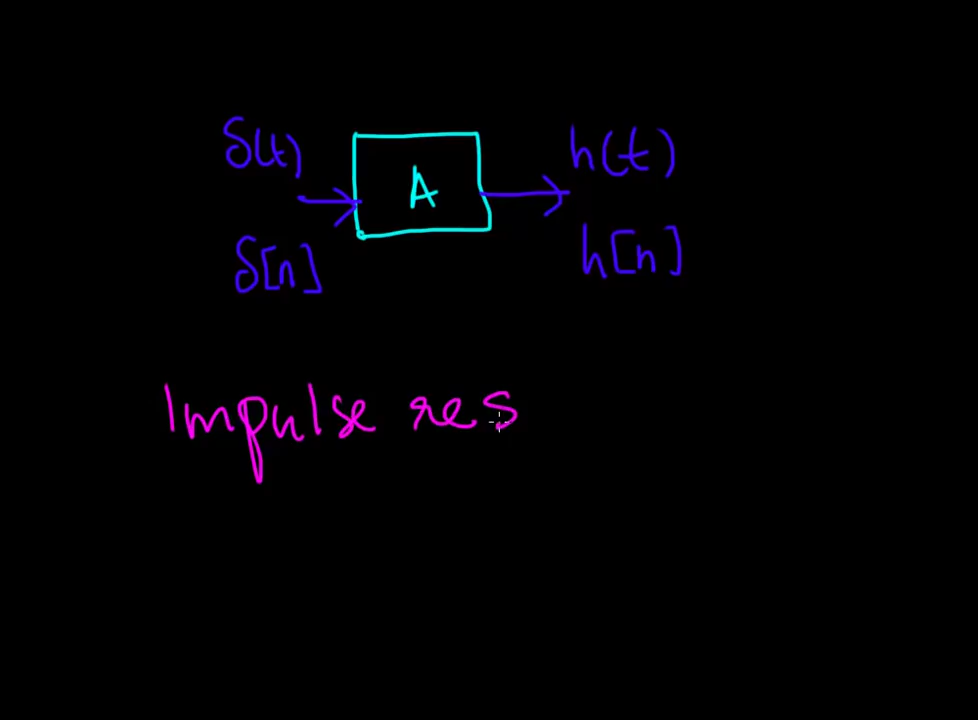 δ(t)
A
h(t)
δ[n]
h[n]
Impulse res